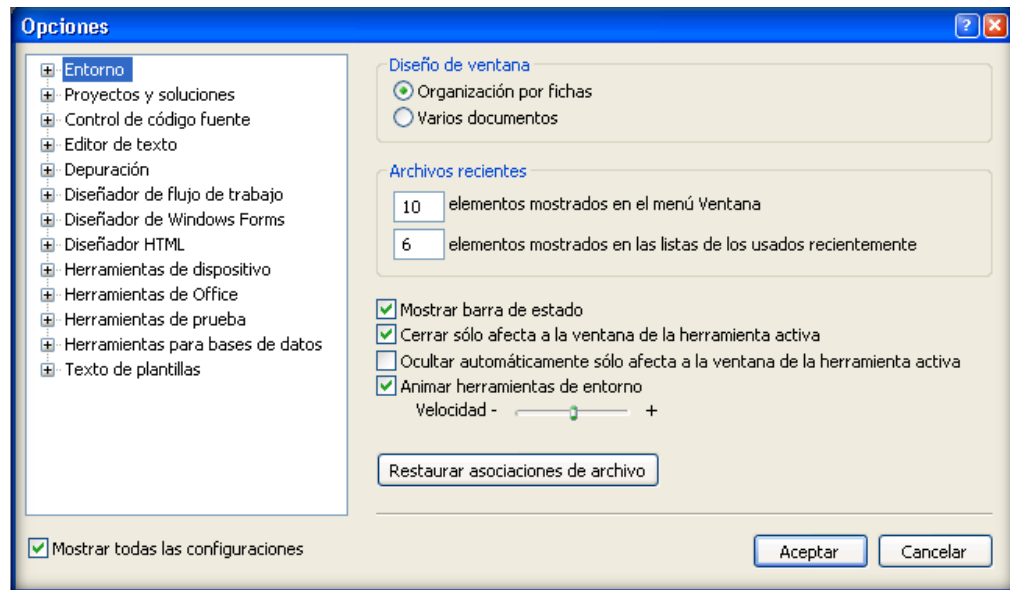 Opciones
Entorno
Proyectos y soluciones
Control de código fuente
Editor de texto
Depuración
Diseñador de flujo de trabajo
Diseñador de Windows Forms
Diseñador HTML
Herramientas de dispositivo
Herramientas de Office
Herramientas de prueba
Herramientas para bases de datos
Texto de plantillas
Mostrar todas las configuraciones
Diseño de ventana
Organización por fichas
Varios documentos
Archivos recientes
10 elementos mostrados en el menú Ventana
6 elementos mostrados en las listas de los usados recientemente
Mostrar barra de estado
Cerrar sólo afecta a la ventana de la herramienta activa
Ocultar automáticamente sólo afecta a la ventana de la herramienta activa
Animar herramientas de entorno
Velocidad - +
Restaurar asociaciones de archivo
Aceptar Cancelar